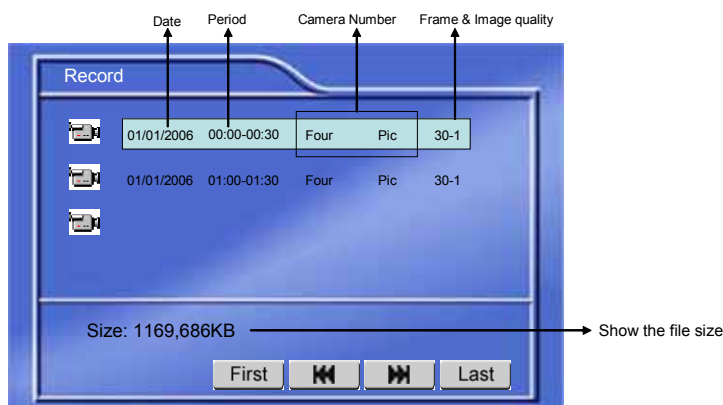 Date Period Camera Number Frame & Image quality
Record
01/01/2006 00:00-00:30 Four Pic 30-1
01/01/2006 01:00-01:30 Four Pic 30-1
Size: 1169,686KB
Show the file size
First Last